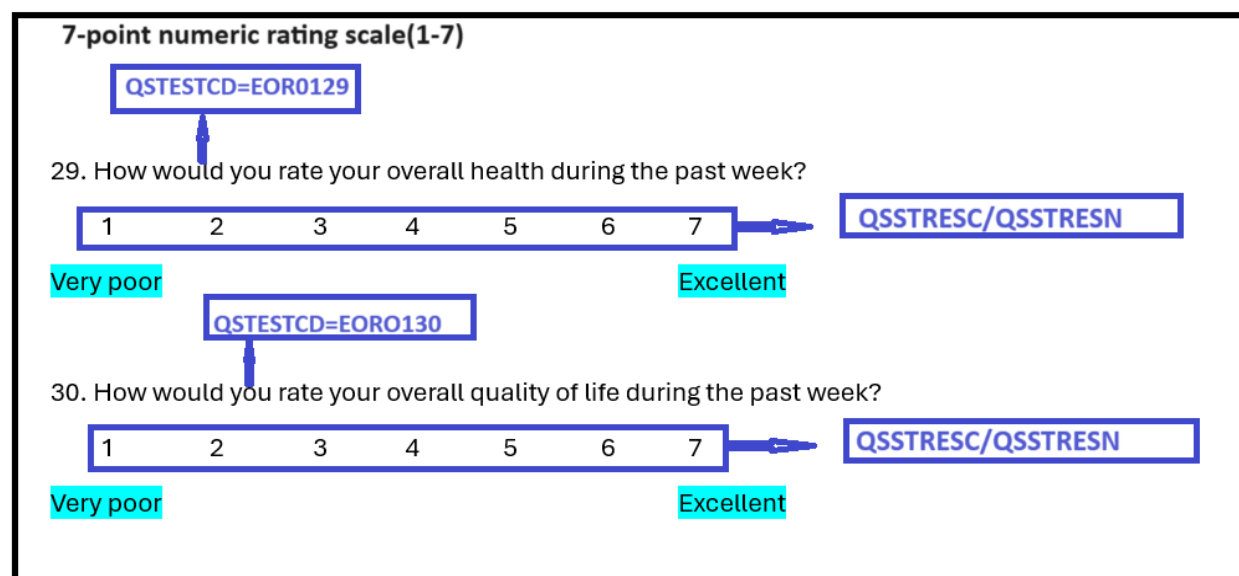 7-point numeric rating scale(1-7)
QSTESTCD=EOR0129
29. How would you rate your overall health during the past week?
1 2 3 4 5 6 7
QSSTRESC/QSSTRESN
Very poor Excellent
QSTESTCD=EORO130
30. How would you rate your overall quality of life during the past week?
1 2 3 4 5 6 7
QSSTRESC/QSSTRESN
Very poor Excellent